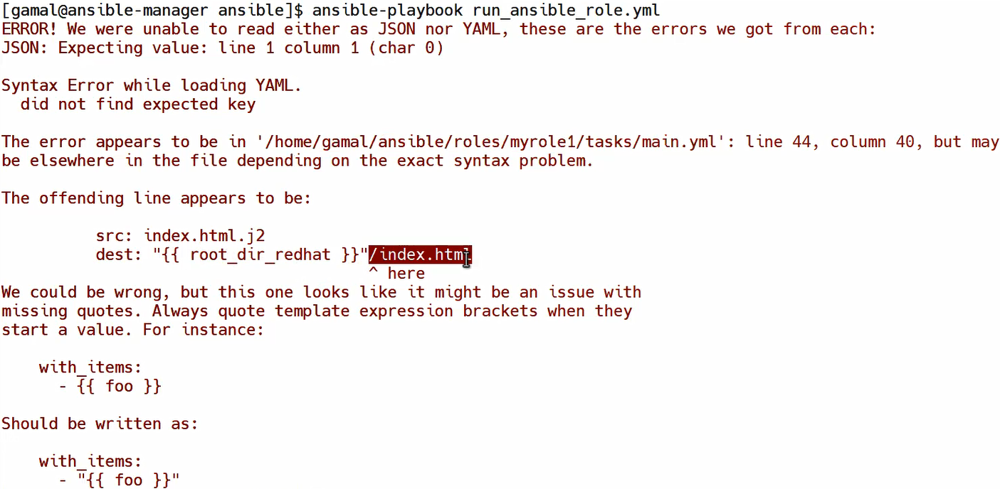 [gamal@ansible-manager ansible]$ ansible-playbook run_ansible_role.yml
ERROR! We were unable to read either as JSON nor YAML, these are the errors we got from each:
JSON: Expecting value: line 1 column 1 (char 0)
Syntax Error while loading YAML.
did not find expected key
The error appears to be in '/home/gamal/ansible/roles/myrole1/tasks/main.yml': line 44, column 40, but may
be elsewhere in the file depending on the exact syntax problem.
The offending line appears to be:
src: index.html.j2
dest: "{{ root_dir_redhat }}"/index.html
^ here
We could be wrong, but this one looks like it might be an issue with
missing quotes. Always quote template expression brackets when they
start a value. For instance:
with_items:
- {{ foo }}
Should be written as:
with_items:
- "{{ foo }}"